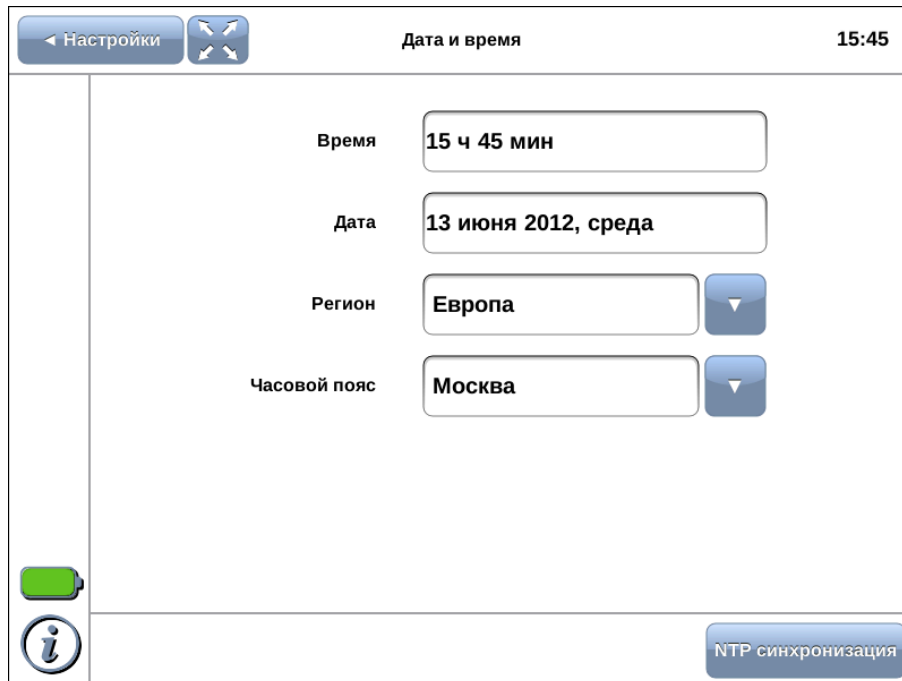 ◄ Настройки
Дата и время
15:45
Время
15 ч 45 мин
Дата
13 июня 2012, среда
Регион
Европа
Часовой пояс
Москва
i
NTP синхронизация